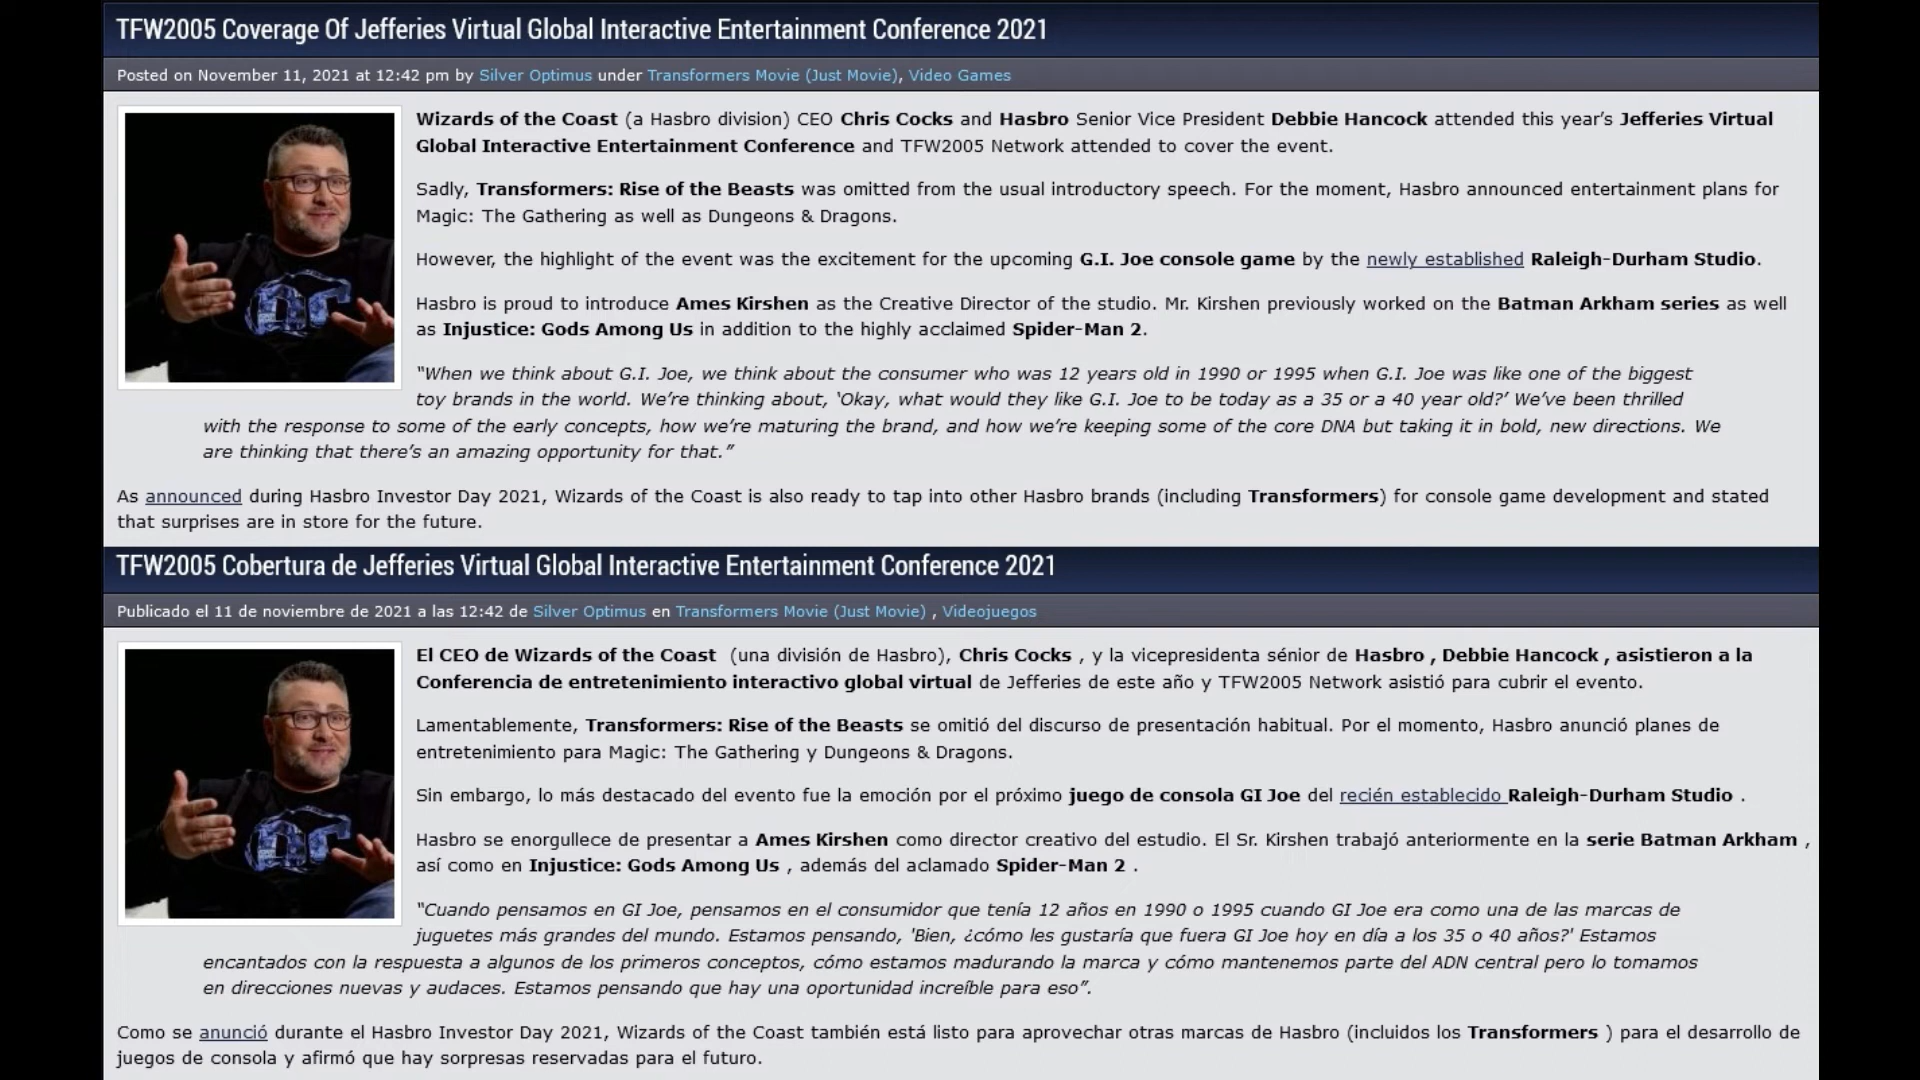 TFW2005 Coverage Of Jefferies Virtual Global Interactive Entertainment Conference 2021
Posted on November 11, 2021 at 12:42 pm by Silver Optimus under Transformers Movie (Just Movie), Video Games
Wizards of the Coast (a Hasbro division) CEO Chris Cocks and Hasbro Senior Vice President Debbie Hancock attended this year’s Jefferies Virtual
Global Interactive Entertainment Conference and TFW2005 Network attended to cover the event.
Sadly, Transformers: Rise of the Beasts was omitted from the usual introductory speech. For the moment, Hasbro announced entertainment plans for
Magic: The Gathering as well as Dungeons & Dragons.
However, the highlight of the event was the excitement for the upcoming G.I. Joe console game by the newly established Raleigh-Durham Studio.
Hasbro is proud to introduce Ames Kirshen as the Creative Director of the studio. Mr. Kirshen previously worked on the Batman Arkham series as well
as Injustice: Gods Among Us in addition to the highly acclaimed Spider-Man 2.
“When we think about G.I. Joe, we think about the consumer who was 12 years old in 1990 or 1995 when G.I. Joe was like one of the biggest
toy brands in the world. We’re thinking about, ‘Okay, what would they like G.I. Joe to be today as a 35 or a 40 year old?’ We’ve been thrilled
with the response to some of the early concepts, how we’re maturing the brand, and how we’re keeping some of the core DNA but taking it in bold, new directions. We
are thinking that there’s an amazing opportunity for that.”
As announced during Hasbro Investor Day 2021, Wizards of the Coast is also ready to tap into other Hasbro brands (including Transformers) for console game development and stated
that surprises are in store for the future.
TFW2005 Cobertura de Jefferies Virtual Global Interactive Entertainment Conference 2021
Publicado el 11 de noviembre de 2021 a las 12:42 de Silver Optimus en Transformers Movie (Just Movie) , Videojuegos
El CEO de Wizards of the Coast (una división de Hasbro), Chris Cocks , y la vicepresidenta sénior de Hasbro , Debbie Hancock , asistieron a la
Conferencia de entretenimiento interactivo global virtual de Jefferies de este año y TFW2005 Network asistió para cubrir el evento.
Lamentablemente, Transformers: Rise of the Beasts se omitió del discurso de presentación habitual. Por el momento, Hasbro anunció planes de
entretenimiento para Magic: The Gathering y Dungeons & Dragons.
Sin embargo, lo más destacado del evento fue la emoción por el próximo juego de consola GI Joe del recién establecido Raleigh-Durham Studio .
Hasbro se enorgullece de presentar a Ames Kirshen como director creativo del estudio. El Sr. Kirshen trabajó anteriormente en la serie Batman Arkham ,
así como en Injustice: Gods Among Us , además del aclamado Spider-Man 2 .
“Cuando pensamos en GI Joe, pensamos en el consumidor que tenía 12 años en 1990 o 1995 cuando GI Joe era como una de las marcas de
juguetes más grandes del mundo. Estamos pensando, 'Bien, ¿cómo les gustaría que fuera GI Joe hoy en día a los 35 o 40 años?' Estamos
encantados con la respuesta a algunos de los primeros conceptos, cómo estamos madurando la marca y cómo mantenemos parte del ADN central pero lo tomamos
en direcciones nuevas y audaces. Estamos pensando que hay una oportunidad increíble para eso”.
Como se anunció durante el Hasbro Investor Day 2021, Wizards of the Coast también está listo para aprovechar otras marcas de Hasbro (incluidos los Transformers ) para el desarrollo de
juegos de consola y afirmó que hay sorpresas reservadas para el futuro.